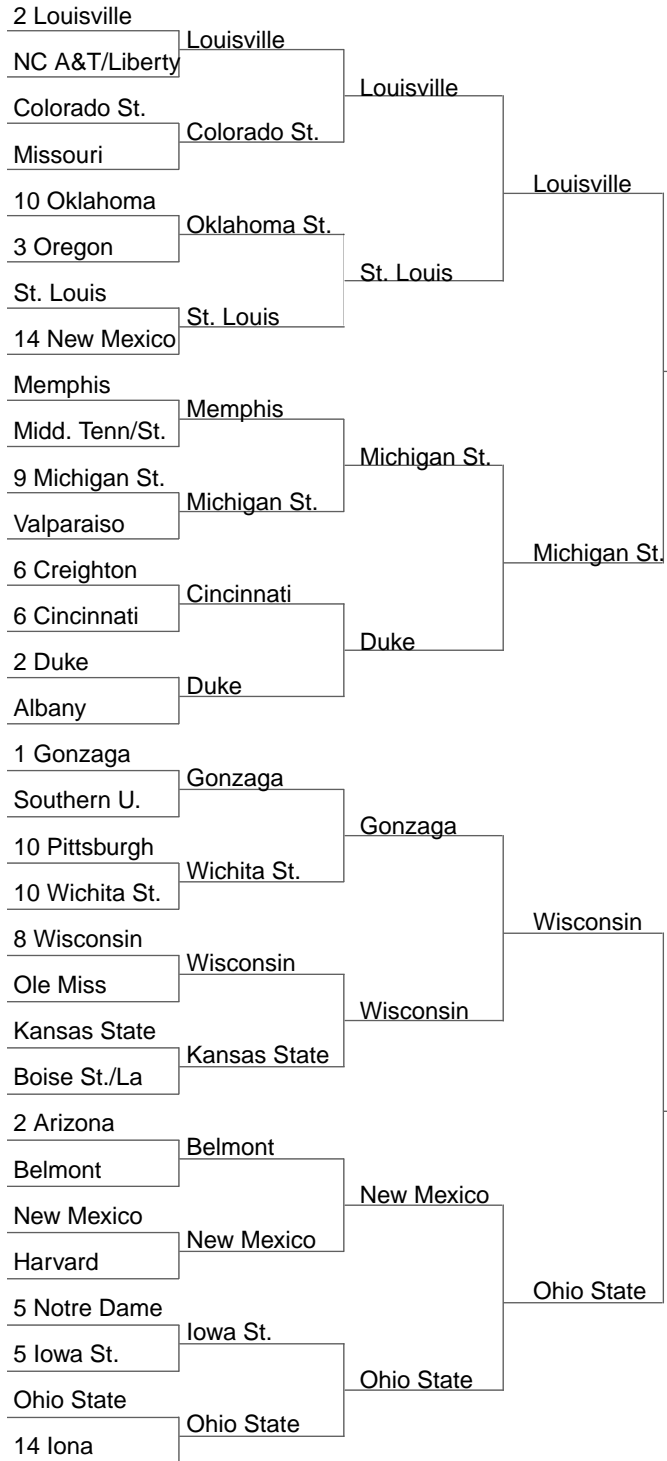 2 Louisville
NC A&T/Liberty
Colorado St.
Missouri
10 Oklahoma
3 Oregon
St. Louis
14 New Mexico
Memphis
Midd. Tenn/St.
9 Michigan St.
Valparaiso
6 Creighton
6 Cincinnati
2 Duke
Albany
1 Gonzaga
Southern U.
10 Pittsburgh
10 Wichita St.
8 Wisconsin
Ole Miss
Kansas State
Boise St./La
2 Arizona
Belmont
New Mexico
Harvard
5 Notre Dame
5 Iowa St.
Ohio State
14 Iona
Louisville
Colorado St.
Oklahoma St.
St. Louis
Memphis
Michigan St.
Cincinnati
Duke
Gonzaga
Wichita St.
Wisconsin
Kansas State
Belmont
New Mexico
Iowa St.
Ohio State
Louisville
St. Louis
Michigan St.
Duke
Gonzaga
Wisconsin
New Mexico
Ohio State
Louisville
Michigan St.
Wisconsin
Ohio State